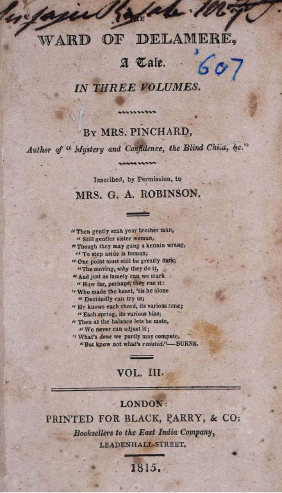 THE
WARD OF DELAMERE,
A Tale.
607
IN THREE VOLUMES.
BY MRS. PINCHARD,
Author of "Mystery and Confidence, the Blind Child, &c."
Inscribed, by Permission, to
MRS. G. A. ROBINSON.
"Then gently scan your brother man,
"Still gentler sister woman,
"Though they may gang a kennin wrang;
"To step aside is human;
"One point must still be greatly dark;
"The moving, why they do it,
"And just as lamely can we mark
"How far, perhaps, they rue it:
"Who made the heart, 'tis he alone
"Decidedly can try us;
"He knows each chord, its various tone;
"Each spring, its various bias;
"Then at the balance lets be mute,
"We never can adjust it;
"What's done we partly may compute,
"But know not what's resisted."—BURNS.
VOL. III.
LONDON:
PRINTED FOR BLACK, PARRY, & CO:
Booksellers to the East India Company,
LEADENHALL-STREET.
1815.